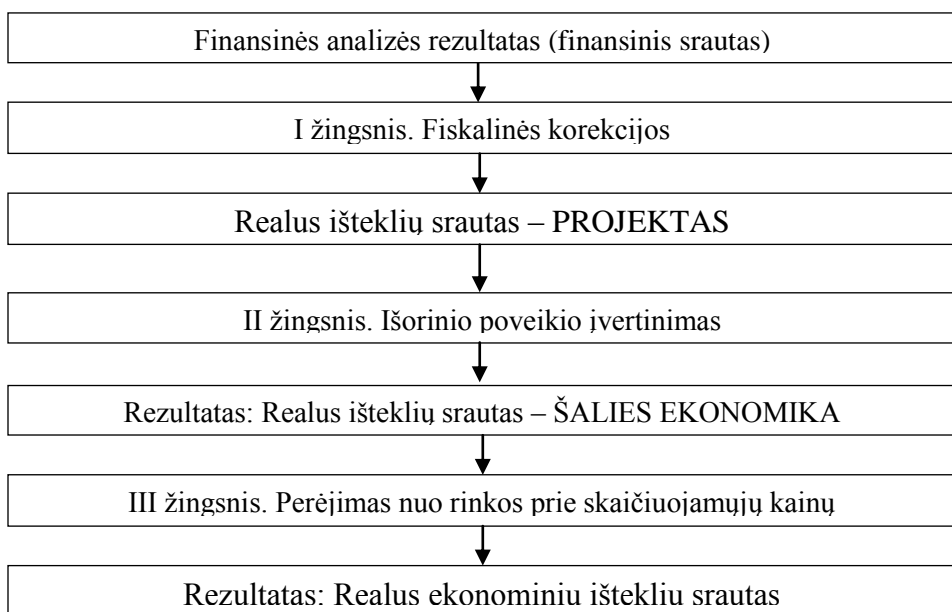 Finansinės analizės rezultatas (finansinis srautas)
I žingsnis. Fiskalinės korekcijos
Realus išteklių srautas – PROJEKTAS
II žingsnis. Išorinio poveikio įvertinimas
Rezultatas: Realus išteklių srautas – ŠALIES EKONOMIKA
III žingsnis. Perėjimas nuo rinkos prie skaičiuojamųjų kainų
Rezultatas: Realus ekonominių išteklių srautas